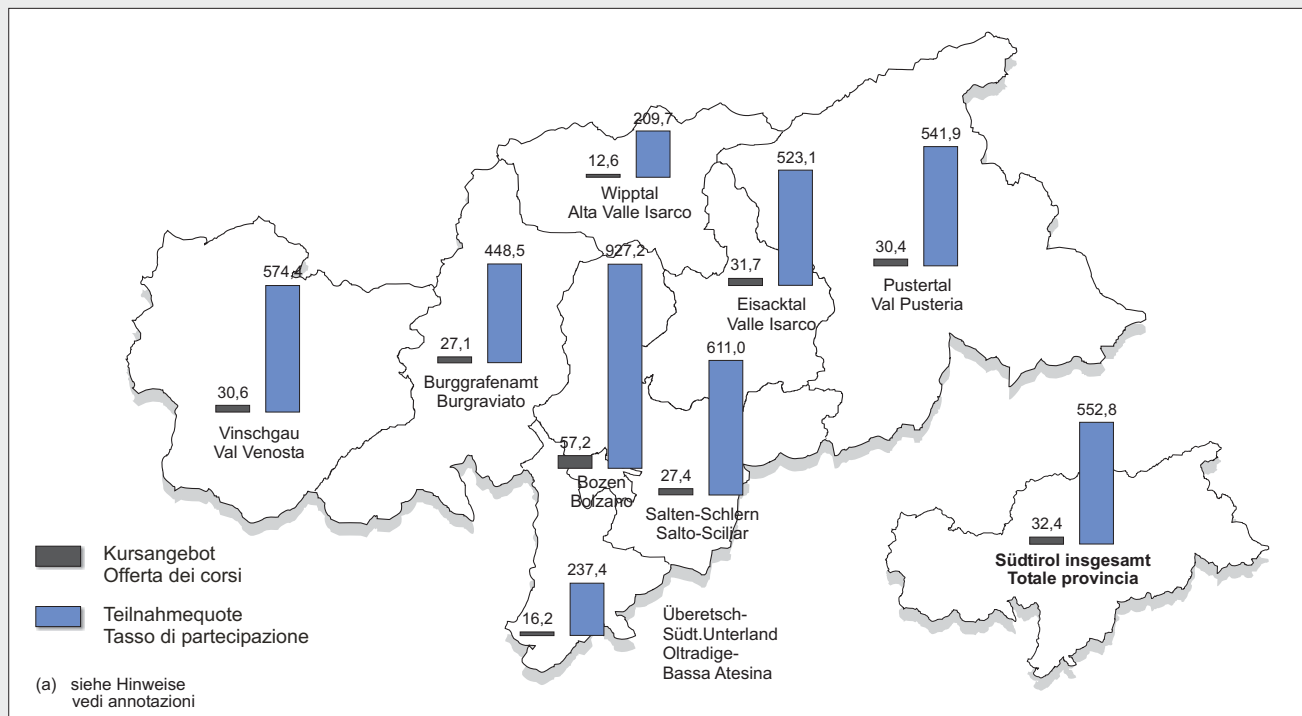 209,7
12,6
Wipptal
Alta Valle Isarco
541,9
30,4
Pustertal
Val Pusteria
523,1
31,7
Eisacktal
Valle Isarco
574,4
30,6
Vinschgau
Val Venosta
448,5
27,1
Burggrafenamt
Burgraviato
927,2
57,2
Bozen
Bolzano
611,0
27,4
Salten-Schlern
Salto-Sciliar
237,4
16,2
Überetsch-
Südt.Unterland
Oltradige-
Bassa Atesina
552,8
32,4
Südtirol insgesamt
Totale provincia
Kursangebot
Offerta dei corsi
Teilnahmequote
Tasso di partecipazione
(a) siehe Hinweise
vedi annotazioni